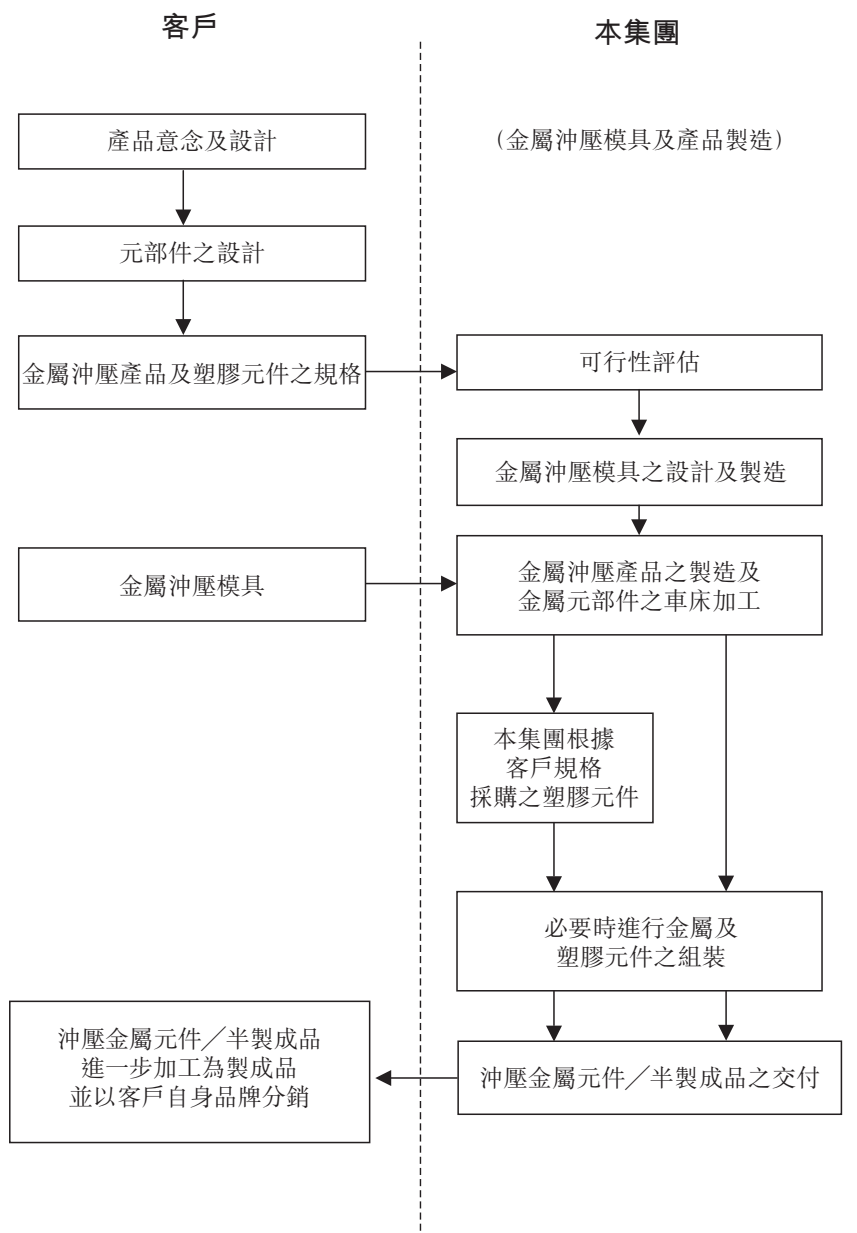 客戶
本集團
產品意念及設計
(金屬沖壓模具及產品製造)
元部件之設計
金屬沖壓產品及塑膠元件之規格
可行性評估
金屬沖壓模具之設計及製造
金屬沖壓模具
金屬沖壓產品之製造及
金屬元部件之車床加工
本集團根據
客戶規格
採購之塑膠元件
必要時進行金屬及
塑膠元件之組裝
沖壓金屬元件╱半製成品
進一步加工為製成品
並以客戶自身品牌分銷
沖壓金屬元件╱半製成品之交付